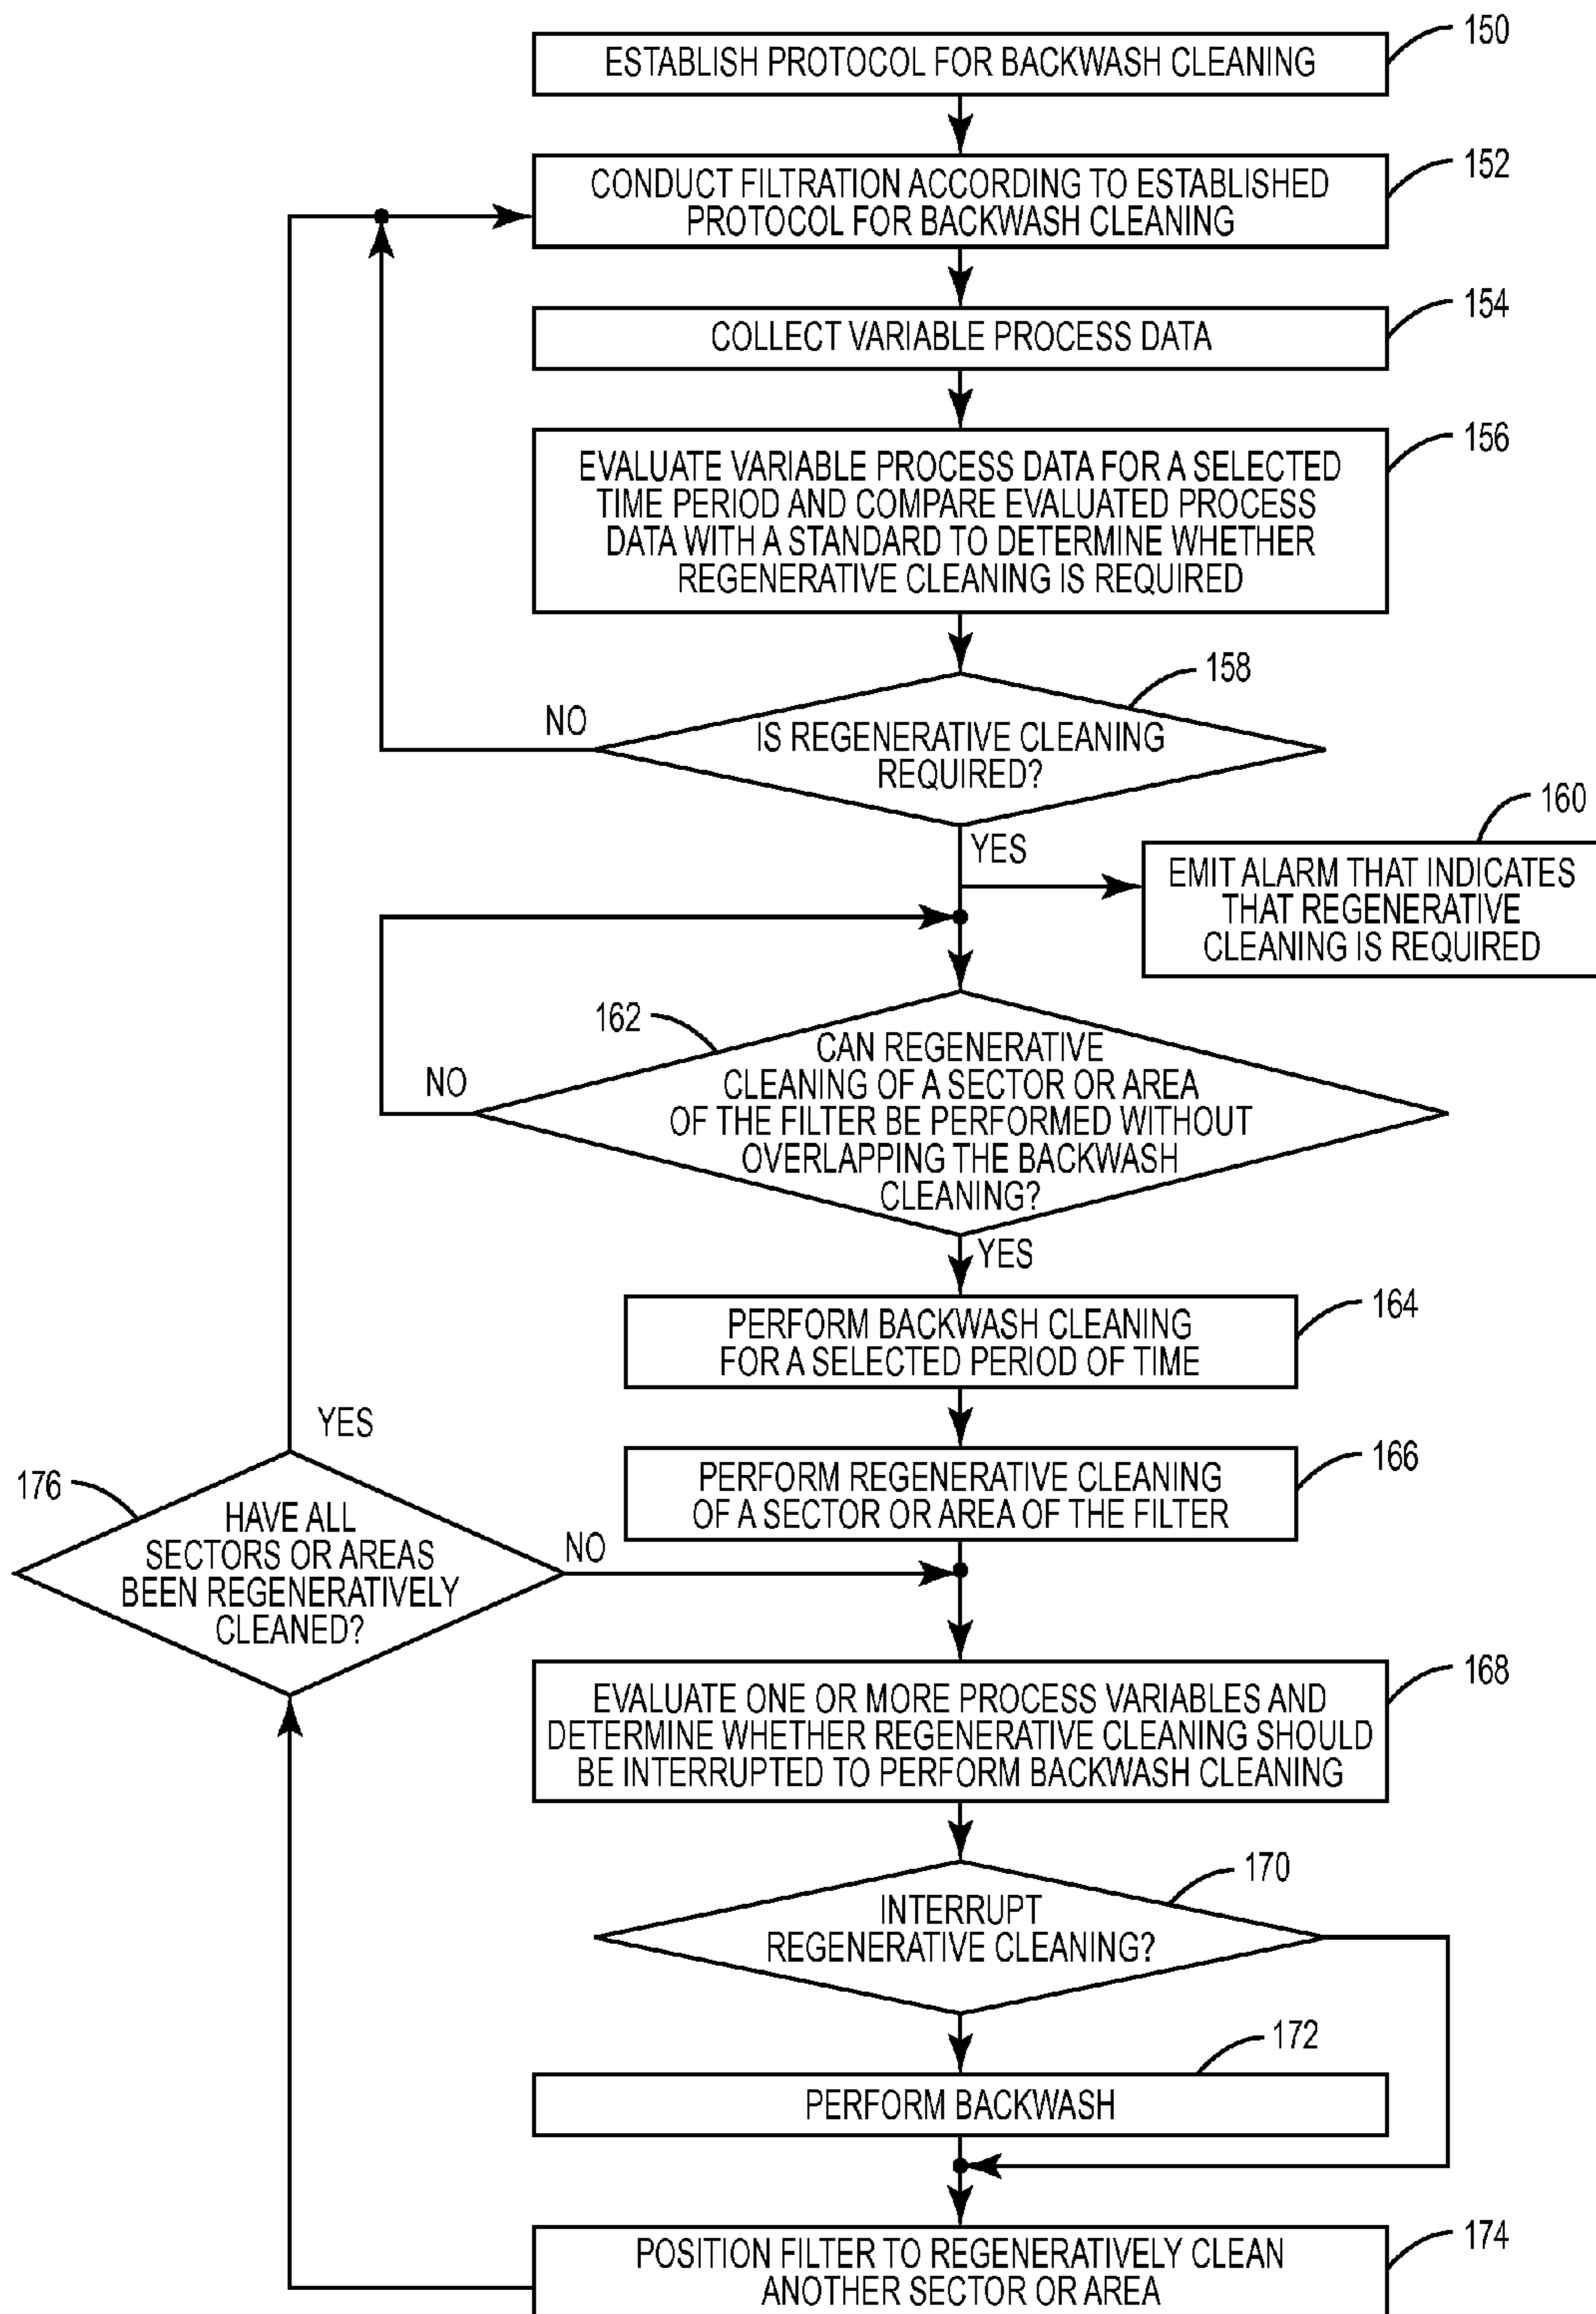 150
ESTABLISH PROTOCOL FOR BACKWASH CLEANING
152
CONDUCT FILTRATION ACCORDING TO ESTABLISHED
PROTOCOL FOR BACKWASH CLEANING
154
COLLECT VARIABLE PROCESS DATA
156
EVALUATE VARIABLE PROCESS DATA FOR A SELECTED
TIME PERIOD AND COMPARE EVALUATED PROCESS
DATA WITH A STANDARD TO DETERMINE WHETHER
REGENERATIVE CLEANING IS REQUIRED
158
NO
IS REGENERATIVE CLEANING
REQUIRED?
YES
160
EMIT ALARM THAT INDICATES
THAT REGENERATIVE
CLEANING IS REQUIRED
162
NO
CAN REGENERATIVE
CLEANING OF A SECTOR OR AREA
OF THE FILTER BE PERFORMED WITHOUT
OVERLAPPING THE BACKWASH
CLEANING?
YES
164
PERFORM BACKWASH CLEANING
FOR A SELECTED PERIOD OF TIME
166
PERFORM REGENERATIVE CLEANING
OF A SECTOR OR AREA OF THE FILTER
YES
176
HAVE ALL
SECTORS OR AREAS
BEEN REGENERATIVELY
CLEANED?
NO
168
EVALUATE ONE OR MORE PROCESS VARIABLES AND
DETERMINE WHETHER REGENERATIVE CLEANING SHOULD
BE INTERRUPTED TO PERFORM BACKWASH CLEANING
170
INTERRUPT
REGENERATIVE CLEANING?
172
PERFORM BACKWASH
174
POSITION FILTER TO REGENERATIVELY CLEAN
ANOTHER SECTOR OR AREA